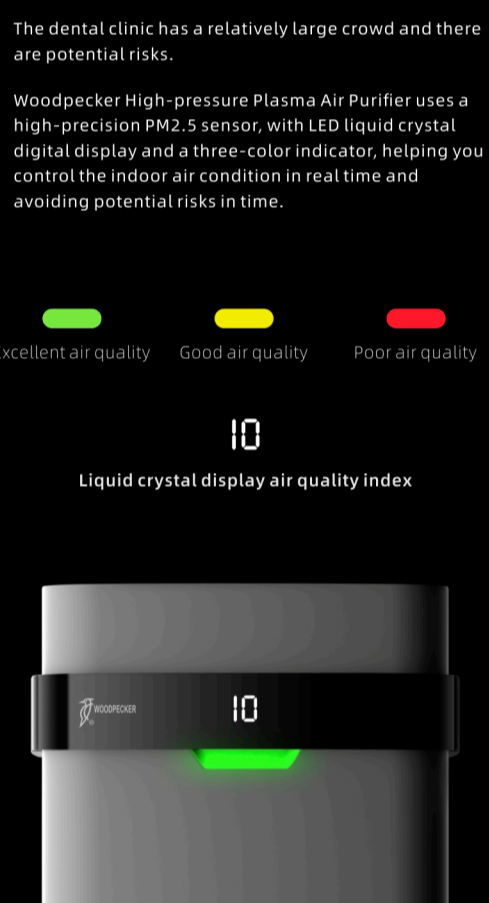 The dental clinic has a relatively large crowd and there
are potential risks.
Woodpecker High-pressure Plasma Air Purifier uses a
high-precision PM2.5 sensor, with LED liquid crystal
digital display and a three-color indicator, helping you
control the indoor air condition in real time and
avoiding potential risks in time.
xcellent air quality Good air quality Poor air quality
10
Liquid crystal display air quality index
WOODPECKER 10